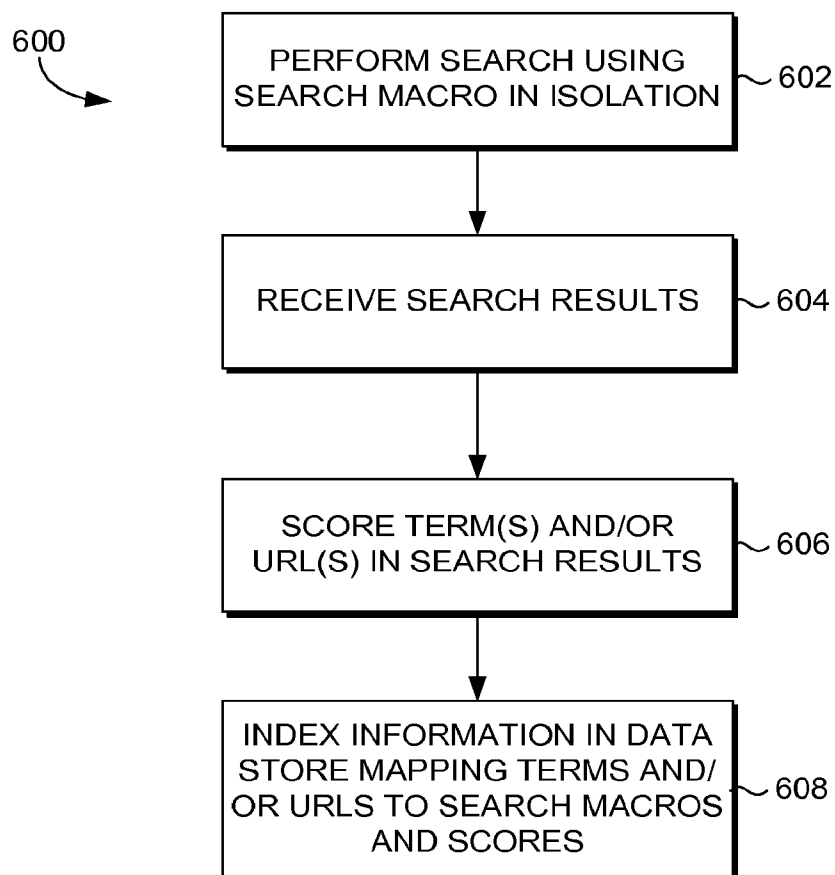 600
PERFORM SEARCH USING
SEARCH MACRO IN ISOLATION
602
RECEIVE SEARCH RESULTS
604
SCORE TERM(S) AND/OR
URL(S) IN SEARCH RESULTS
606
INDEX INFORMATION IN DATA
STORE MAPPING TERMS AND/
OR URLS TO SEARCH MACROS
AND SCORES
608